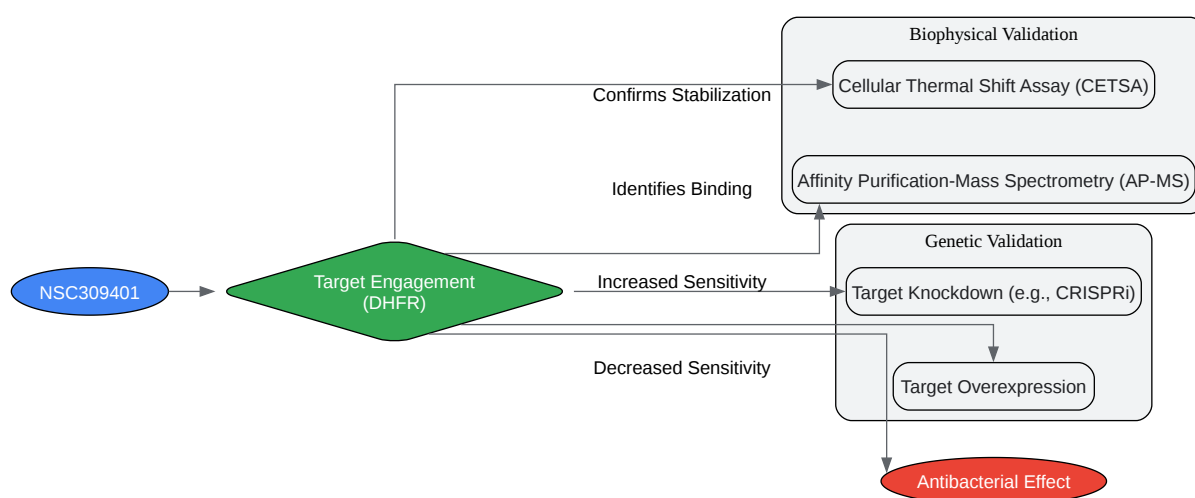 Biophysical Validation
Cellular Thermal Shift Assay (CETSA)
Confirms Stabilization
Affinity Purification-Mass Spectrometry (AP-MS)
Identifies Binding
Genetic Validation
NSC309401
Target Engagement
(DHFR)
Increased Sensitivity
Target Knockdown (e.g., CRISPRi)
Decreased Sensitivity
Target Overexpression
Antibacterial Effect